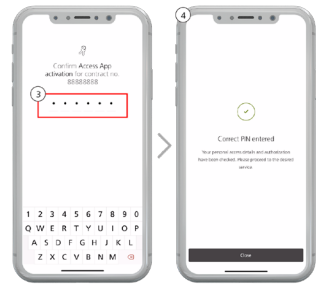 3
Confirm Access App
activation for contract no.
88888888
1 2 3 4 5 6 7 8 9 0
Q W E R T Y U I O P
A S D F G H J K L
Z X C V B N M
4
Correct PIN entered
Your personal access details and authorisation
have been checked. Please proceed to the desired
service.
Close